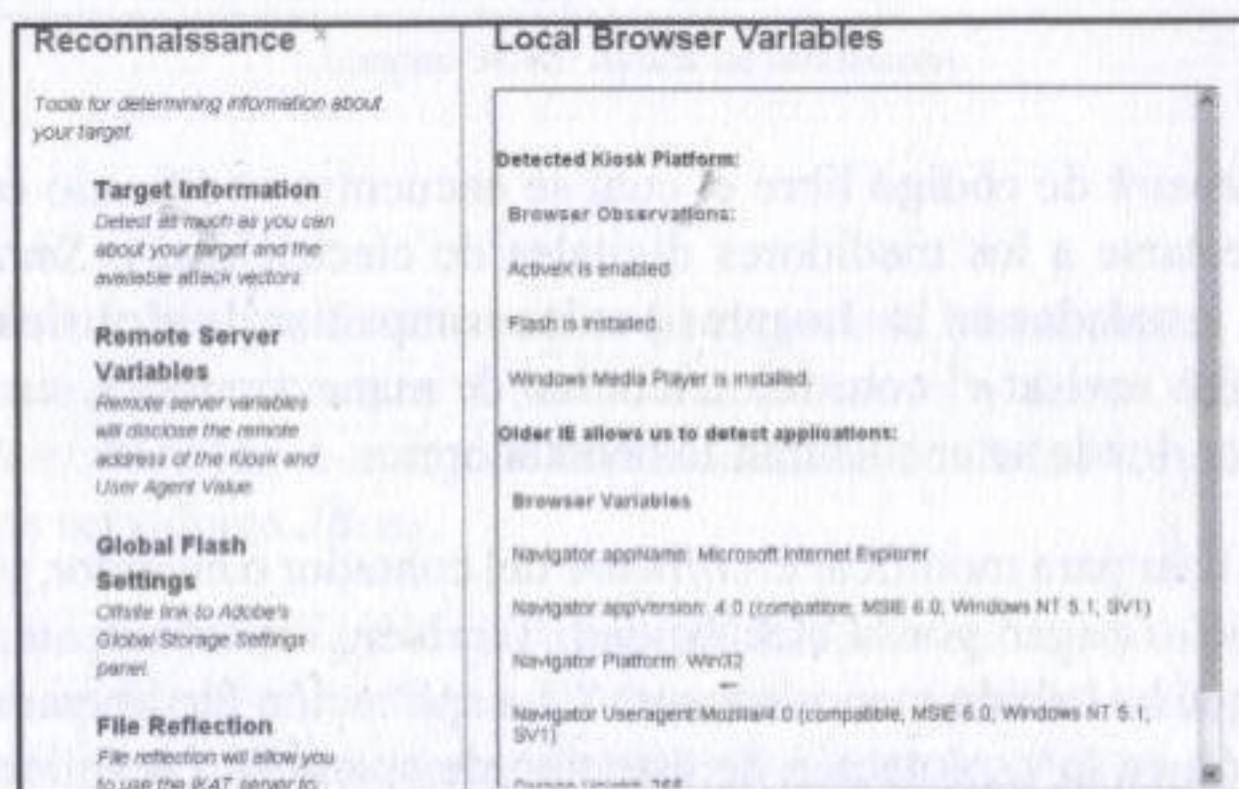 Reconnaissance
Tools for determining information about
your target.
Target Information
Detect as much as you can
about your target and the
available attack vectors.
Remote Server
Variables
Remote server variables
will disclose the remote
address of the Kiosk and
User Agent Value.
Global Flash
Settings
Offsite link to Adobe's
Global Storage Settings
panel.
File Reflection
File reflection will allow you
to use the iKAT server to
Local Browser Variables
Detected Kiosk Platform:
Browser Observations:
ActiveX is enabled
Flash is installed.
Windows Media Player is installed.
Older IE allows us to detect applications:
Browser Variables
Navigator appName: Microsoft Internet Explorer
Navigator appVersion: 4.0 (compatible; MSIE 6.0; Windows NT 5.1; SV1)
Navigator Platform: Win32
Navigator Useragent:Mozilla/4.0 (compatible; MSIE 6.0; Windows NT 5.1;
SV1)